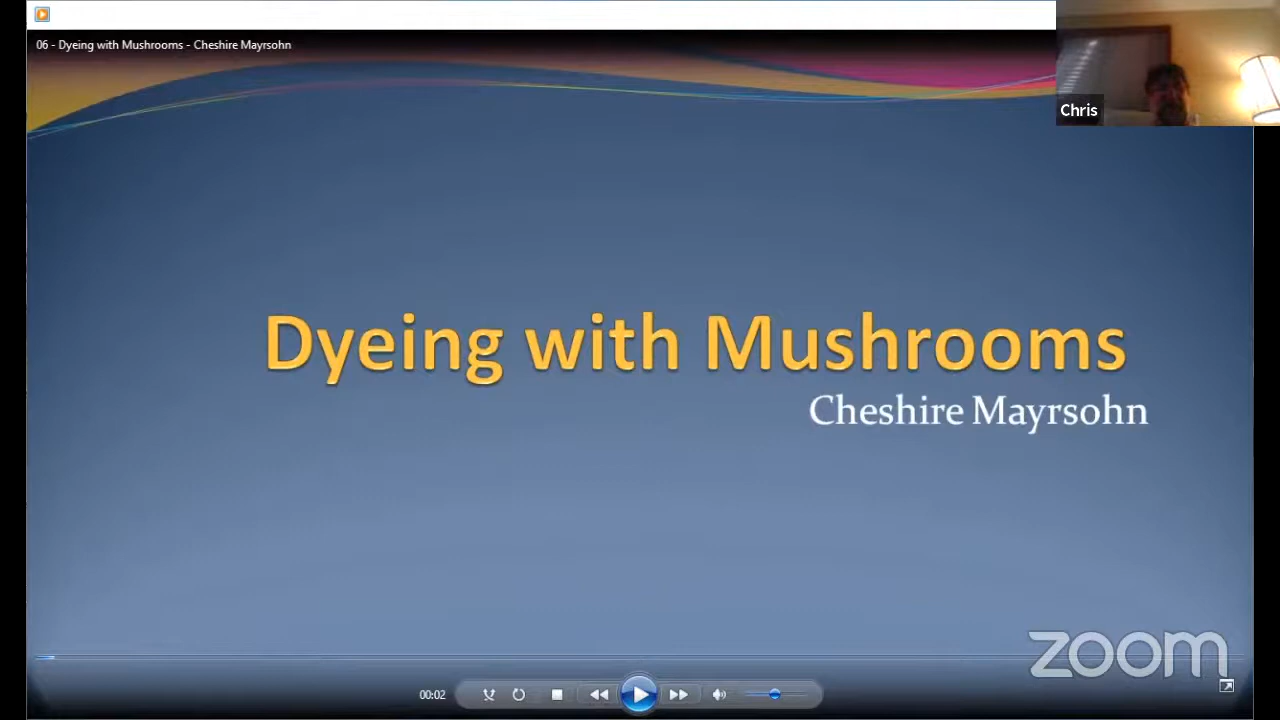 06 - Dyeing with Mushrooms - Cheshire Mayrsohn
Chris
Dyeing with Mushrooms
Cheshire Mayrsohn
zoom
00:02